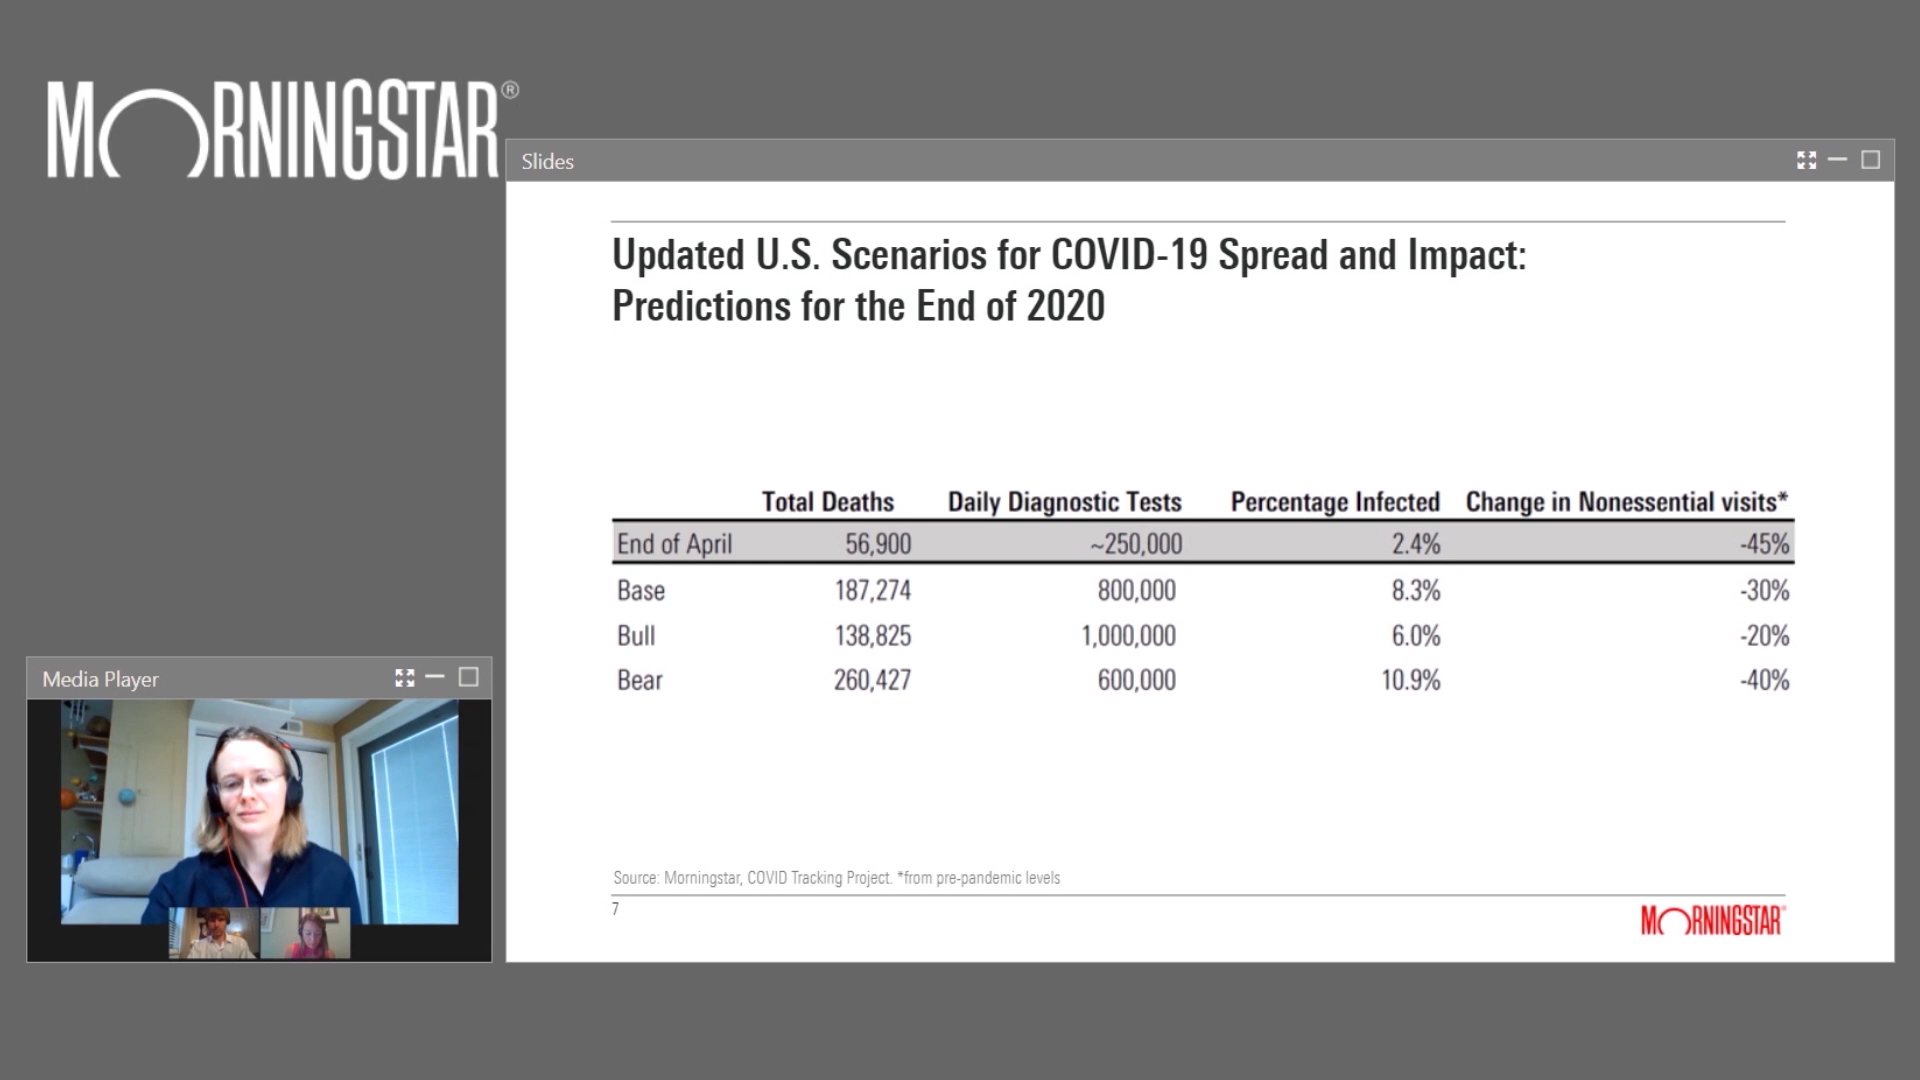 MORNINGSTAR®
Slides
Updated U.S. Scenarios for COVID-19 Spread and Impact:
Predictions for the End of 2020
Total Deaths Daily Diagnostic Tests Percentage Infected Change in Nonessential visits*
End of April 56,900 ~250,000 2.4% -45%
Base 187,274 800,000 8.3% -30%
Bull 138,825 1,000,000 6.0% -20%
Bear 260,427 600,000 10.9% -40%
Source: Morningstar, COVID Tracking Project. *from pre-pandemic levels
7
MORNINGSTAR®
Media Player